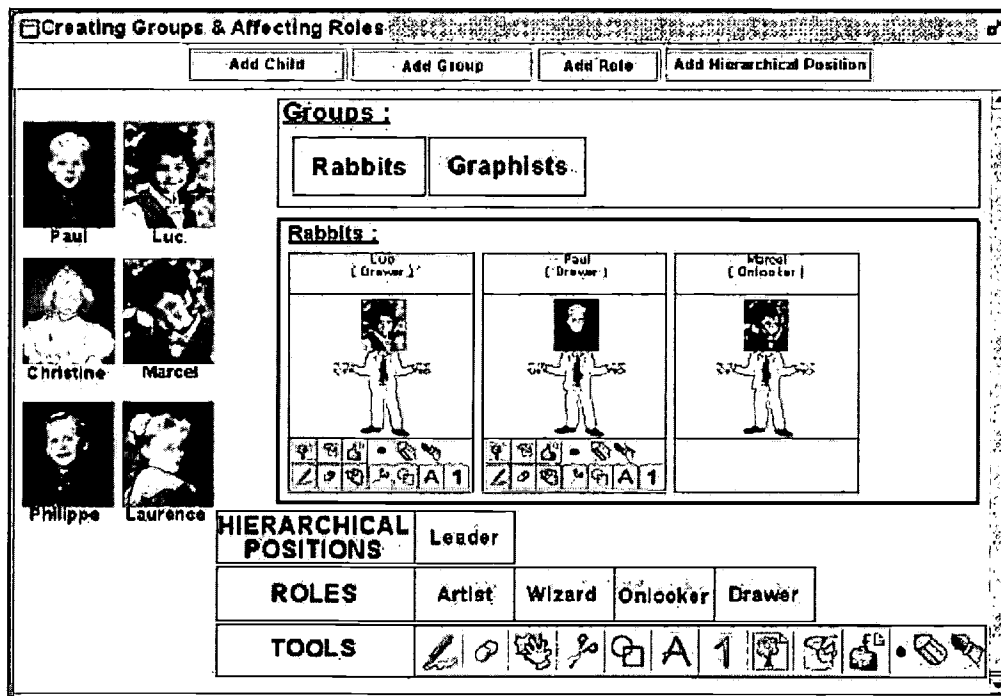 Creating Groups & Affecting Roles
Add Child Add Group Add Role Add Hierarchical Position
Paul Luc
Christine Marcel
Philippe Laurence
Groups :
Rabbits Graphists
Rabbits :
Luc Paul Marcel
( Drawer ) ( Drawer ) ( Onlooker )
A 1 A 1
HIERARCHICAL
POSITIONS Leader
ROLES Artist Wizard Onlooker Drawer
TOOLS A 1